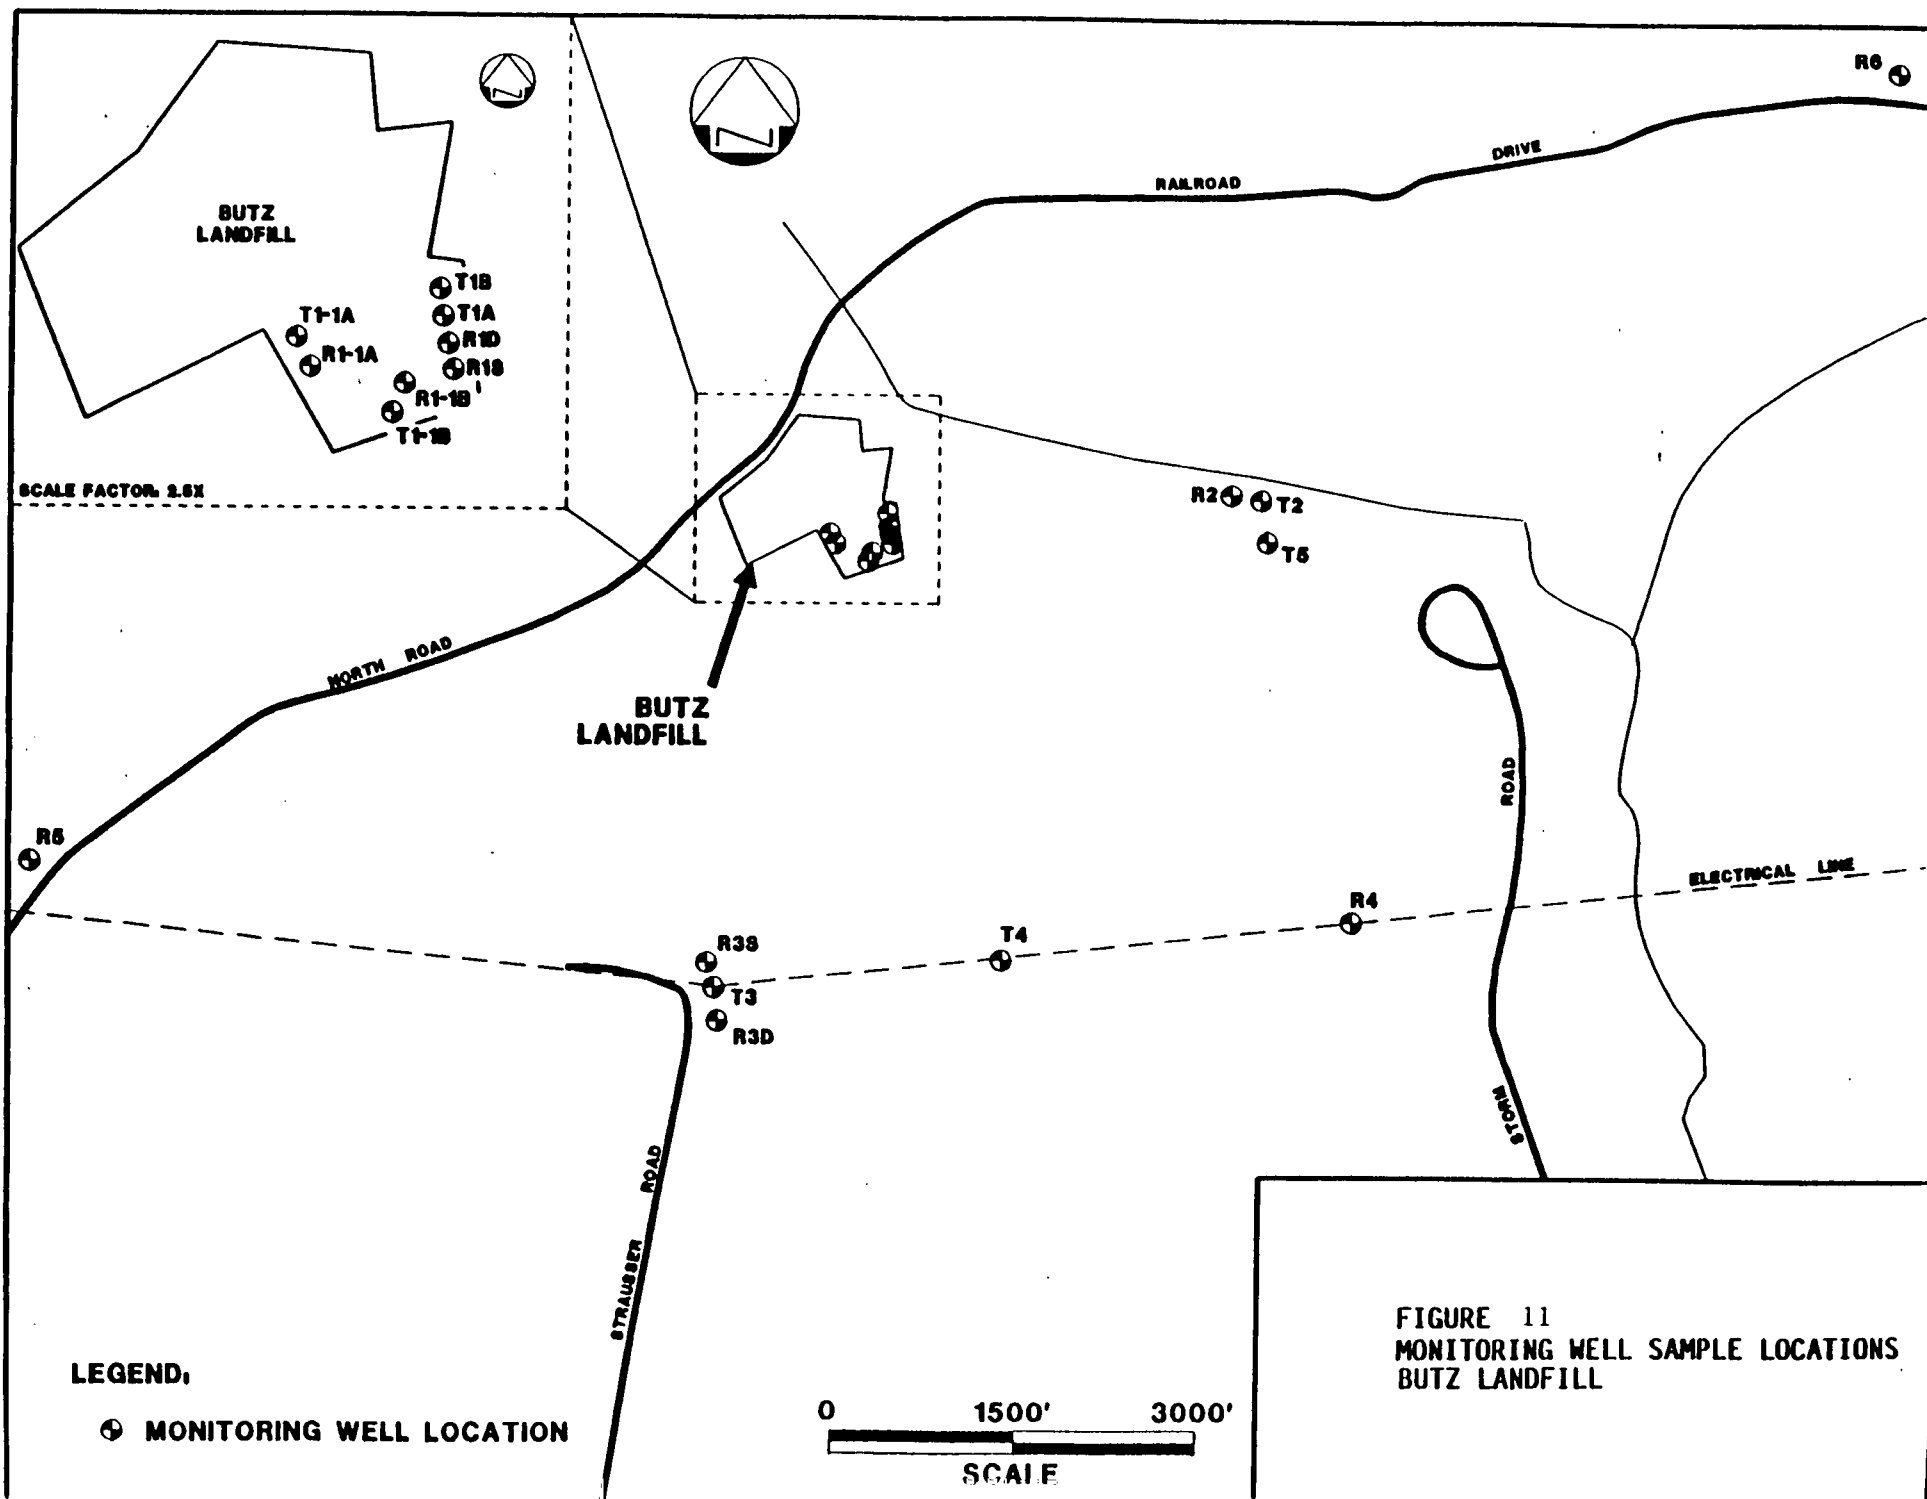 R6
DRIVE
RAILROAD
BUTZ
LANDFILL
T1B
T1A
R1D
R1S
T1-1A
R1-1A
R1-1B
T1-1B
SCALE FACTOR: 2.5X
R2
T2
T5
NORTH ROAD
BUTZ
LANDFILL
ROAD
R5
ELECTRICAL LINE
R4
R3S
T4
T3
R3D
STORM
ROAD
STRAUSSER
FIGURE 11
MONITORING WELL SAMPLE LOCATIONS
BUTZ LANDFILL
LEGEND:
MONITORING WELL LOCATION
0 1500' 3000'
SCALE